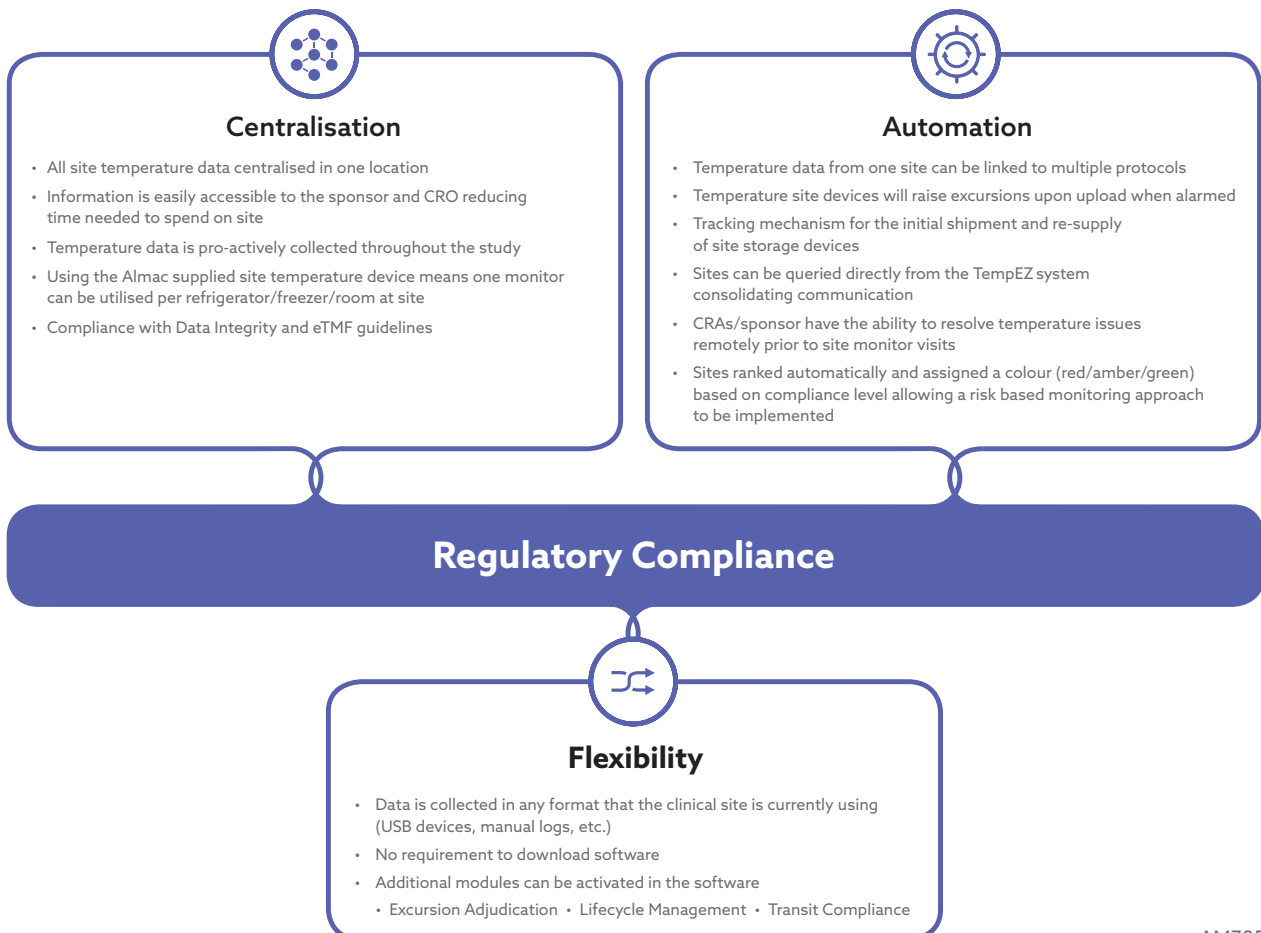 Centralisation
• All site temperature data centralised in one location
• Information is easily accessible to the sponsor and CRO reducing
time needed to spend on site
• Temperature data is pro-actively collected throughout the study
• Using the Almac supplied site temperature device means one monitor
can be utilised per refrigerator/freezer/room at site
• Compliance with Data Integrity and eTMF guidelines
Automation
• Temperature data from one site can be linked to multiple protocols
• Temperature site devices will raise excursions upon upload when alarmed
• Tracking mechanism for the initial shipment and re-supply
of site storage devices
• Sites can be queried directly from the TempEZ system
consolidating communication
• CRAs/sponsor have the ability to resolve temperature issues
remotely prior to site monitor visits
• Sites ranked automatically and assigned a colour (red/amber/green)
based on compliance level allowing a risk based monitoring approach
to be implemented
Regulatory Compliance
Flexibility
• Data is collected in any format that the clinical site is currently using
(USB devices, manual logs, etc.)
• No requirement to download software
• Additional modules can be activated in the software
• Excursion Adjudication • Lifecycle Management • Transit Compliance